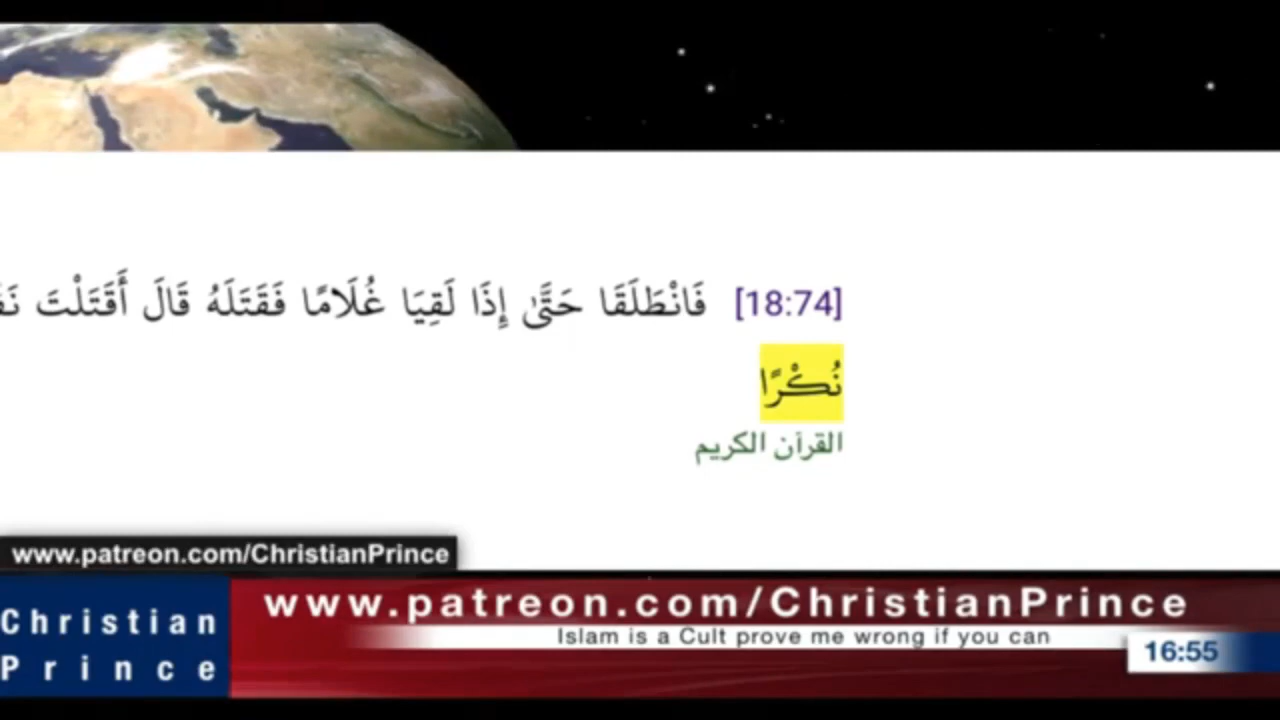 [18:74] فَانْطَلَقَا حَتَّىٰ إِذَا لَقِيَا غُلَامًا فَقَتَلَهُ قَالَ أَقَتَلْتَ
نُكْرًا
القرآن الكريم
www.patreon.com/ChristianPrince
www.patreon.com/ChristianPrince
Christian
Prince
Islam is a Cult prove me wrong if you can
16:55